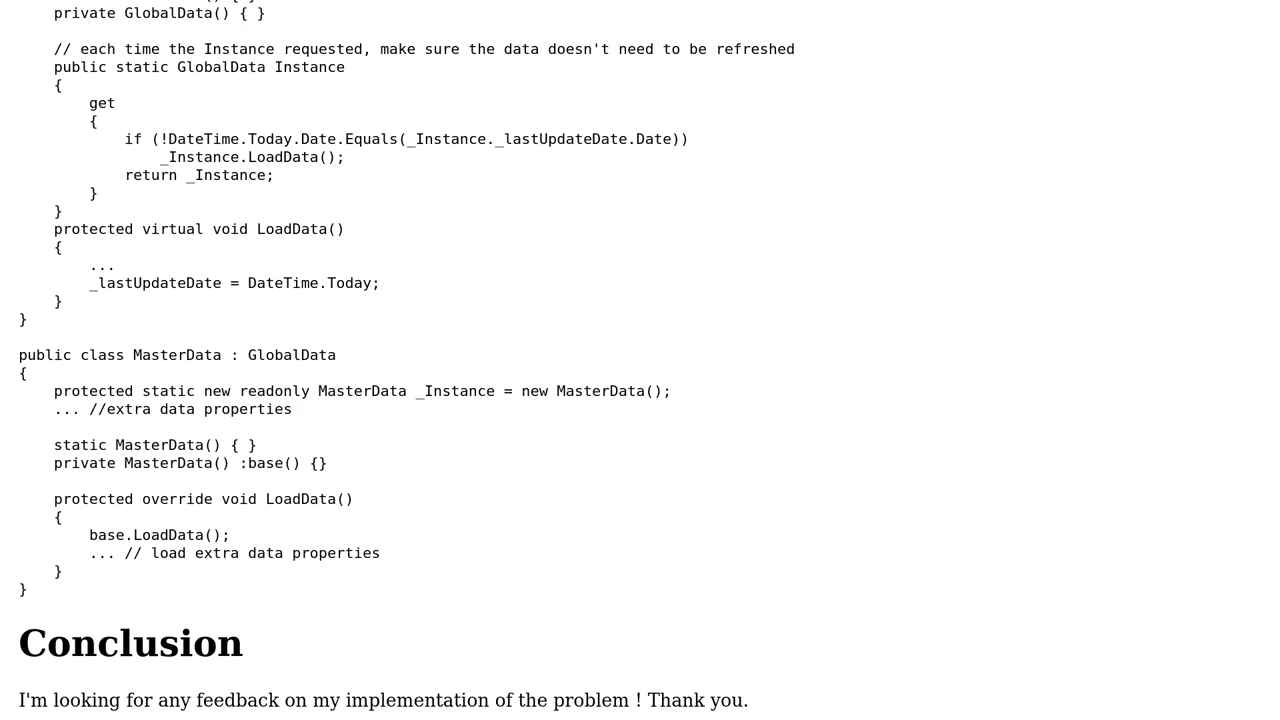 private GlobalData() { }
// each time the Instance requested, make sure the data doesn't need to be refreshed
public static GlobalData Instance
{
get
{
if (!DateTime.Today.Date.Equals(_Instance._lastUpdateDate.Date))
_Instance.LoadData();
return _Instance;
}
}
protected virtual void LoadData()
{
...
_lastUpdateDate = DateTime.Today;
}
}
public class MasterData : GlobalData
{
protected static new readonly MasterData _Instance = new MasterData();
... //extra data properties
static MasterData() { }
private MasterData() :base() {}
protected override void LoadData()
{
base.LoadData();
... // load extra data properties
}
}
Conclusion
I'm looking for any feedback on my implementation of the problem ! Thank you.